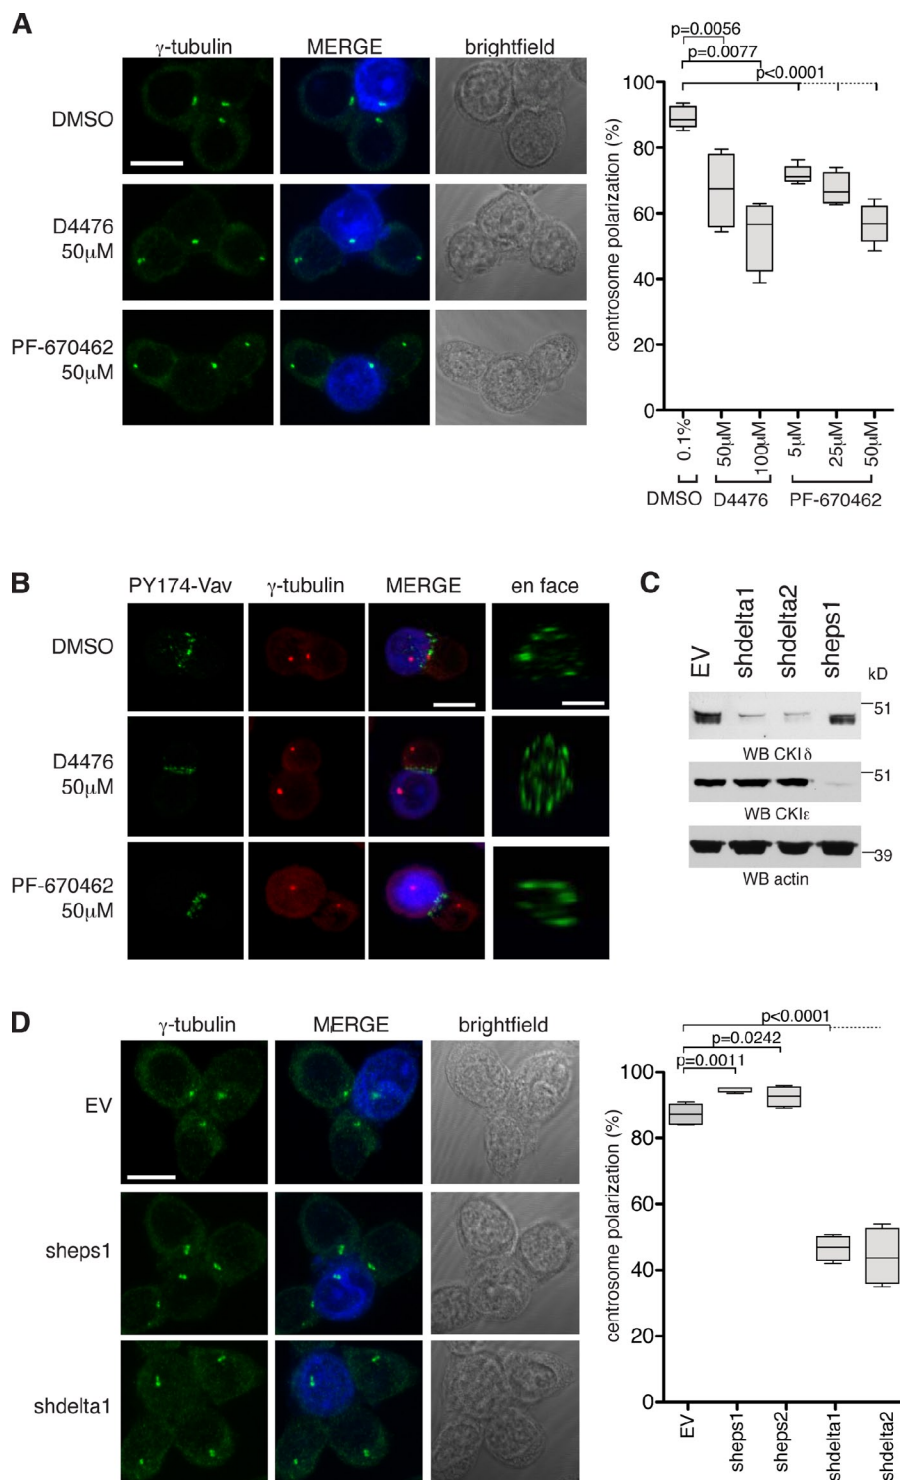 A
γ-tubulin MERGE brightfield
DMSO
D4476
50μM
PF-670462
50μM
p=0.0056
p=0.0077
p<0.0001
centrosome polarization (%)
100
80
60
40
20
0
0.1% 50μM 100μM 5μM 25μM 50μM
DMSO D4476 PF-670462
B
PY174-Vav γ-tubulin MERGE en face
DMSO
D4476
50μM
PF-670462
50μM
C
EV shdelta1 shdelta2 sheps1
kD
51
WB CKIδ
51
WB CKIε
39
WB actin
D
γ-tubulin MERGE brightfield
EV
sheps1
shdelta1
p<0.0001
p=0.0242
p=0.0011
centrosome polarization (%)
100
80
60
40
20
0
EV sheps1 sheps2 shdelta1 shdelta2